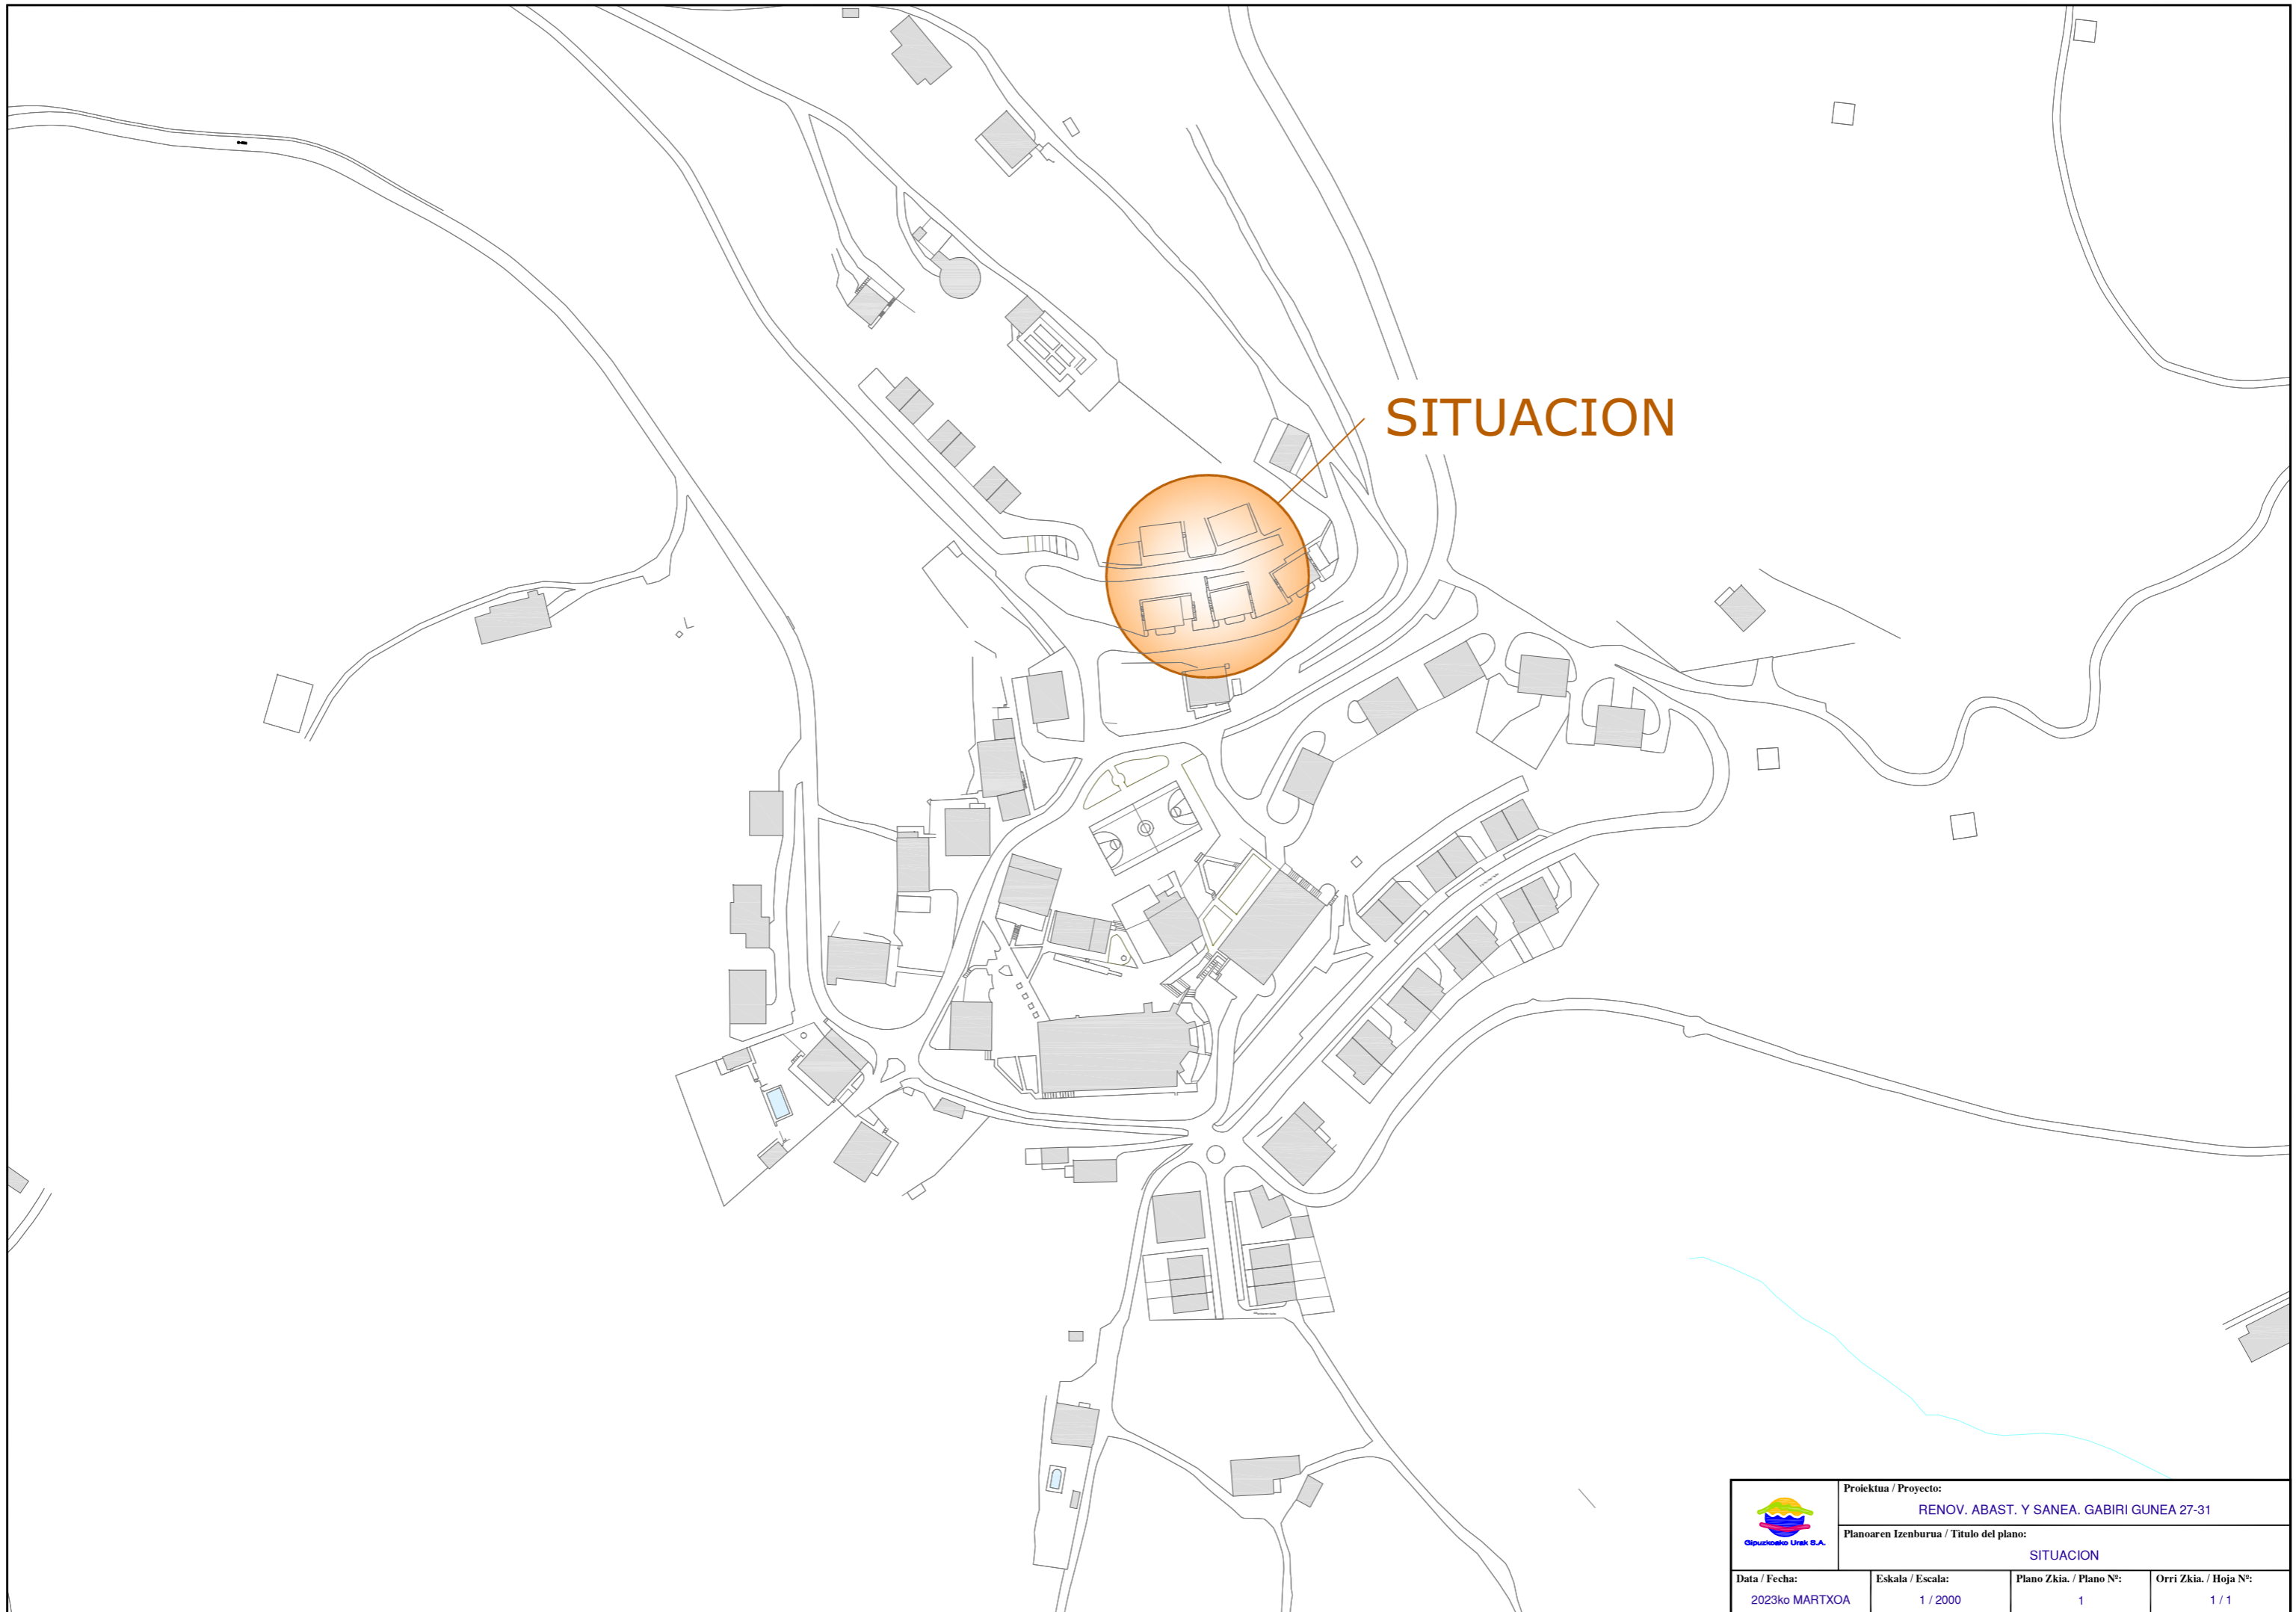 SITUACION
Proiektua / Proyecto:
RENOV. ABAST. Y SANEA. GABIRI GUNEA 27-31
Planoaren Izenburua / Titulo del plano:
SITUACION
Gipuzkoako Urak S.A.
Data / Fecha:
2023ko MARTXOA
Eskala / Escala:
1 / 2000
Plano Zkia. / Plano Nº:
1
Orri Zkia. / Hoja Nº:
1 / 1